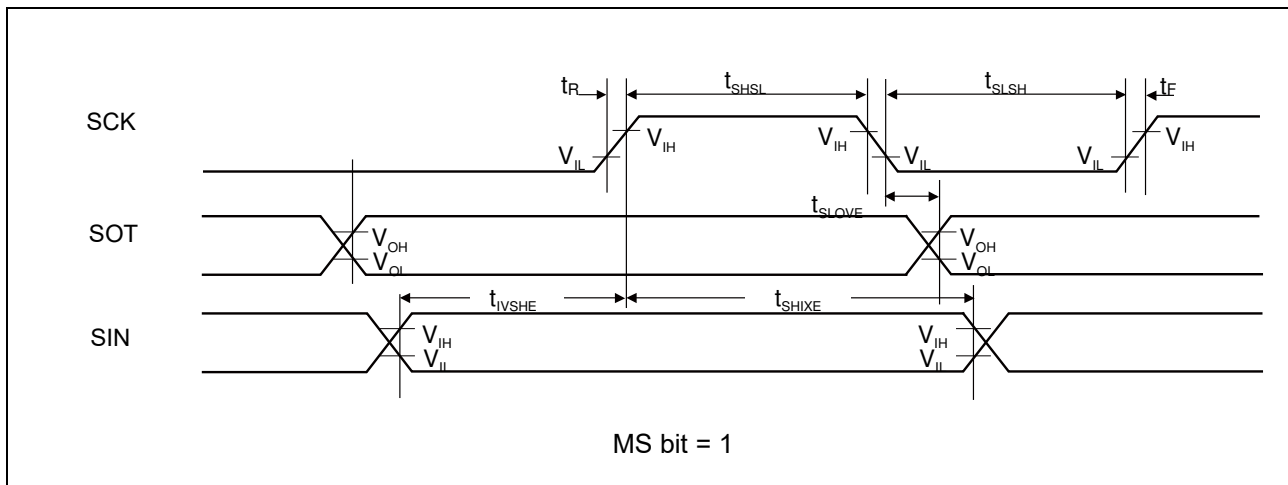 tR tSHSL tSLSH tF
SCK
VIH VIH VIH
VIL VIL VIL
tSLOVE
SOT
VOH VOH
VOL VOL
tIVSHE tSHIXE
SIN
VIH VIH
VIL VIL
MS bit = 1